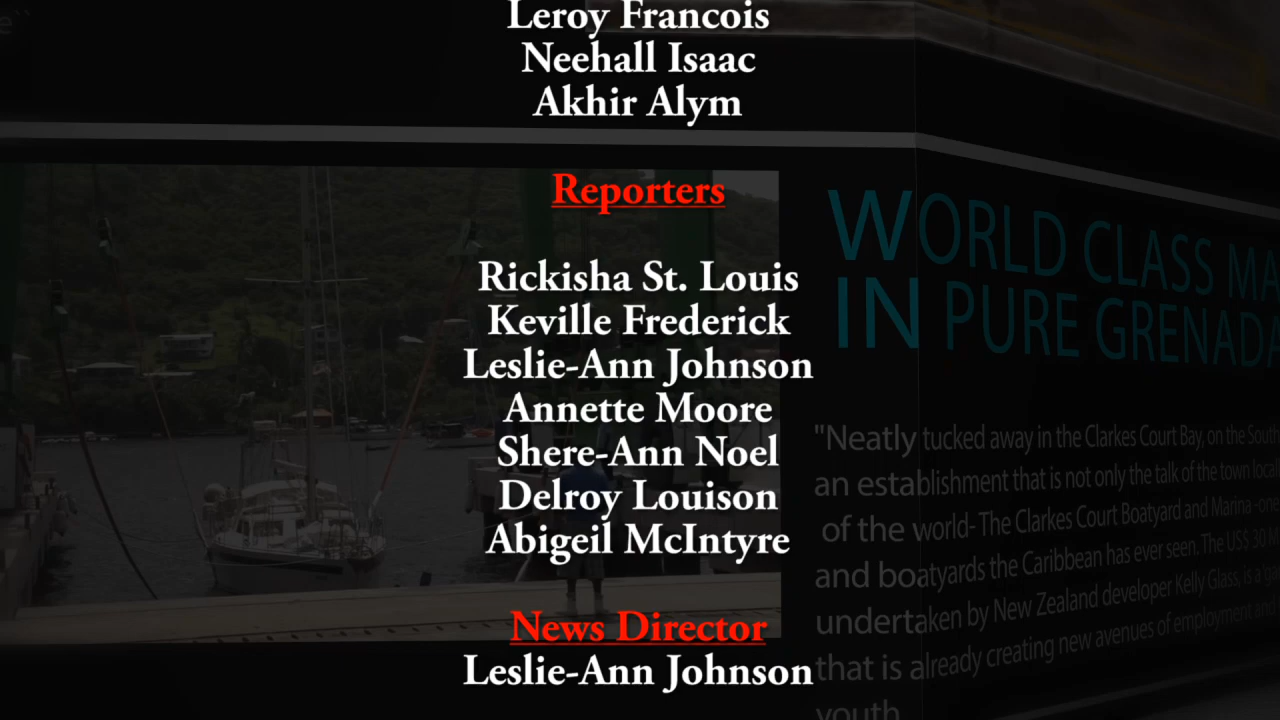 Leroy Francois
Neehall Isaac
Akhir Alym
Reporters
Rickisha St. Louis
Keville Frederick
Leslie-Ann Johnson
Annette Moore
Shere-Ann Noel
Delroy Louison
Abigeil McIntyre
News Director
Leslie-Ann Johnson
WORLD CLASS MA
IN PURE GRENADA
"Neatly tucked away in the Clarkes Court Bay, on the South
an establishment that is not only the talk of the town
of the world- The Clarkes Court Boatyard and Marina
and boatyards the Caribbean has ever seen. The US$ 30
undertaken by New Zealand developer Kelly Glass, is a
that is already creating new avenues of employment
youth